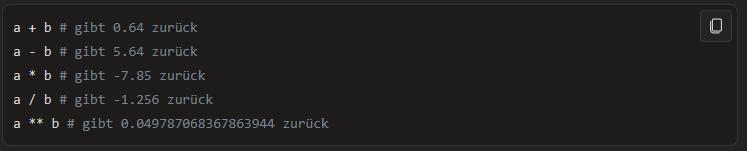 a + b # gibt 0.64 zurück
a - b # gibt 5.64 zurück
a * b # gibt -7.85 zurück
a / b # gibt -1.256 zurück
a ** b # gibt 0.049787068367863944 zurück